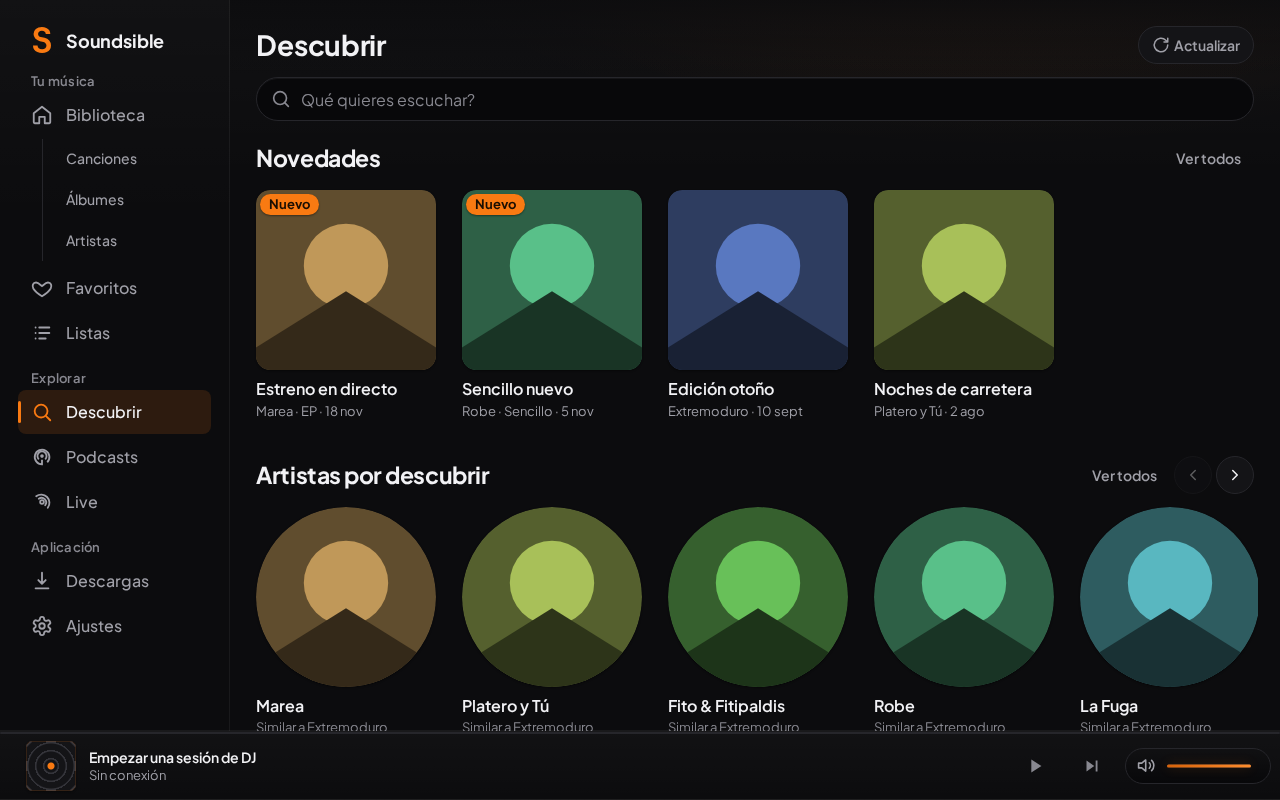 Soundsible
Tu música
Biblioteca
Canciones
Álbumes
Artistas
Favoritos
Listas
Explorar
Descubrir
Podcasts
Live
Aplicación
Descargas
Ajustes
Descubrir
Actualizar
Qué quieres escuchar?
Novedades
Ver todos
Nuevo
Nuevo
Estreno en directo
Marea · EP · 18 nov
Sencillo nuevo
Robe · Sencillo · 5 nov
Edición otoño
Extremoduro · 10 sept
Noches de carretera
Platero y Tú · 2 ago
Artistas por descubrir
Ver todos
Marea
Similar a Extremoduro
Platero y Tú
Similar a Extremoduro
Fito & Fitipaldis
Similar a Extremoduro
Robe
Similar a Extremoduro
La Fuga
Similar a Extremoduro
Empezar una sesión de DJ
Sin conexión